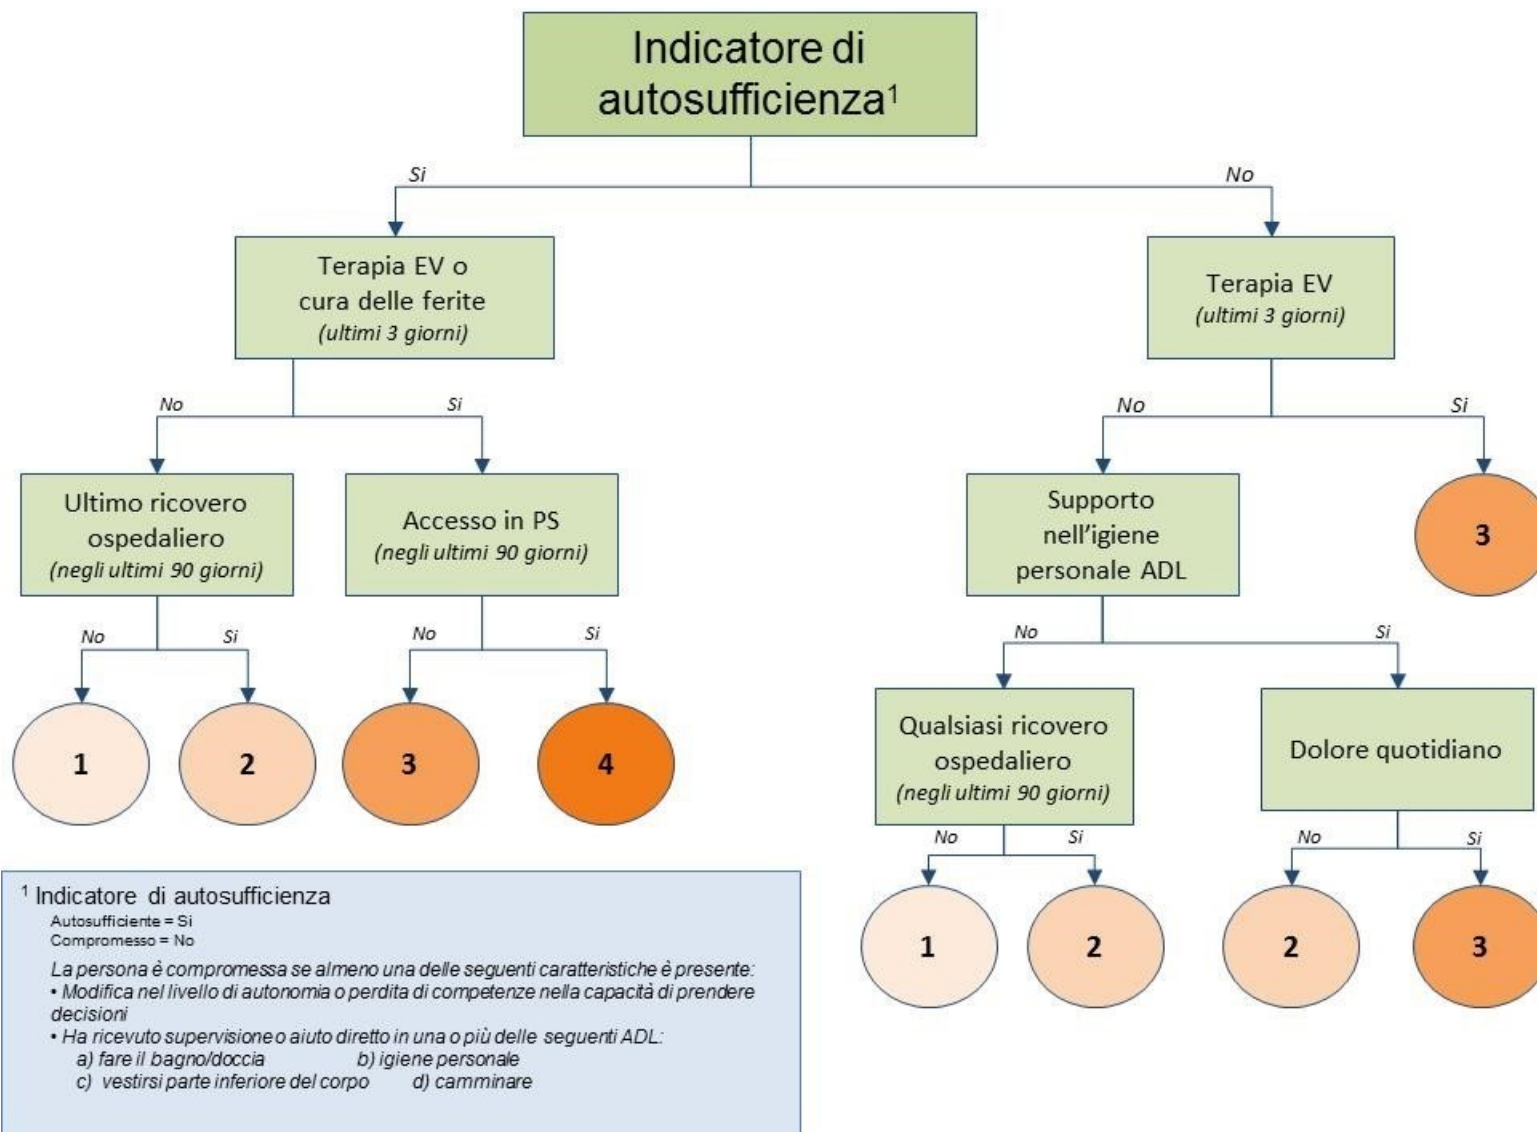 Indicatore di
autosufficienza¹
Si
No
Terapia EV o
cura delle ferite
(ultimi 3 giorni)
Terapia EV
(ultimi 3 giorni)
No
Si
No
Si
Ultimo ricovero
ospedaliero
(negli ultimi 90 giorni)
Accesso in PS
(negli ultimi 90 giorni)
Supporto
nell'igiene
personale ADL
3
No
Si
No
Si
No
Si
1
2
3
4
Qualsiasi ricovero
ospedaliero
(negli ultimi 90 giorni)
Dolore quotidiano
No
Si
No
Si
1
2
2
3
¹ Indicatore di autosufficienza
Autosufficiente = Si
Compromesso = No
La persona è compromessa se almeno una delle seguenti caratteristiche è presente:
• Modifica nel livello di autonomia o perdita di competenze nella capacità di prendere
decisioni
• Ha ricevuto supervisione o aiuto diretto in una o più delle seguenti ADL:
a) fare il bagno/doccia b) igiene personale
c) vestirsi parte inferiore del corpo d) camminare